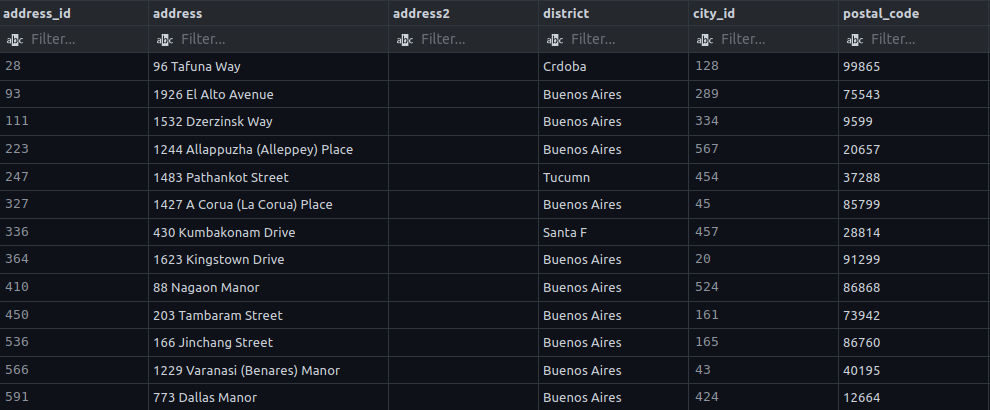 address_id address address2 district city_id postal_code
abc Filter... abc Filter... abc Filter... abc Filter... abc Filter... abc Filter...
28 96 Tafuna Way Crdoba 128 99865
93 1926 El Alto Avenue Buenos Aires 289 75543
111 1532 Dzerzinsk Way Buenos Aires 334 9599
223 1244 Allappuzha (Alleppey) Place Buenos Aires 567 20657
247 1483 Pathankot Street Tucumn 454 37288
327 1427 A Corua (La Corua) Place Buenos Aires 45 85799
336 430 Kumbakonam Drive Santa F 457 28814
364 1623 Kingstown Drive Buenos Aires 20 91299
410 88 Nagaon Manor Buenos Aires 524 86868
450 203 Tambaram Street Buenos Aires 161 73942
536 166 Jinchang Street Buenos Aires 165 86760
566 1229 Varanasi (Benares) Manor Buenos Aires 43 40195
591 773 Dallas Manor Buenos Aires 424 12664